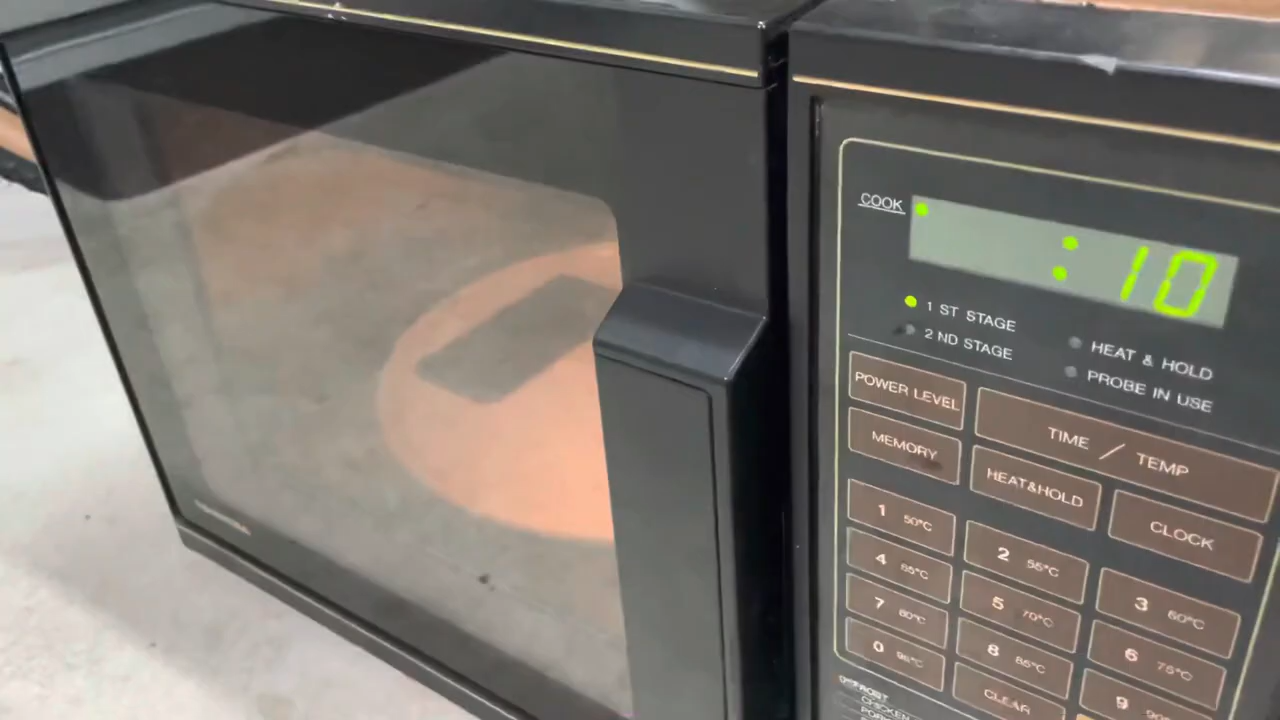 COOK
:10
1 ST STAGE
2 ND STAGE
HEAT & HOLD
PROBE IN USE
POWER LEVEL
TIME / TEMP
MEMORY
HEAT&HOLD
CLOCK
1 50°C
2 55°C
3 60°C
4 65°C
5 70°C
6 75°C
7 80°C
8 85°C
9
0 95°C
CLEAR
CHICKEN